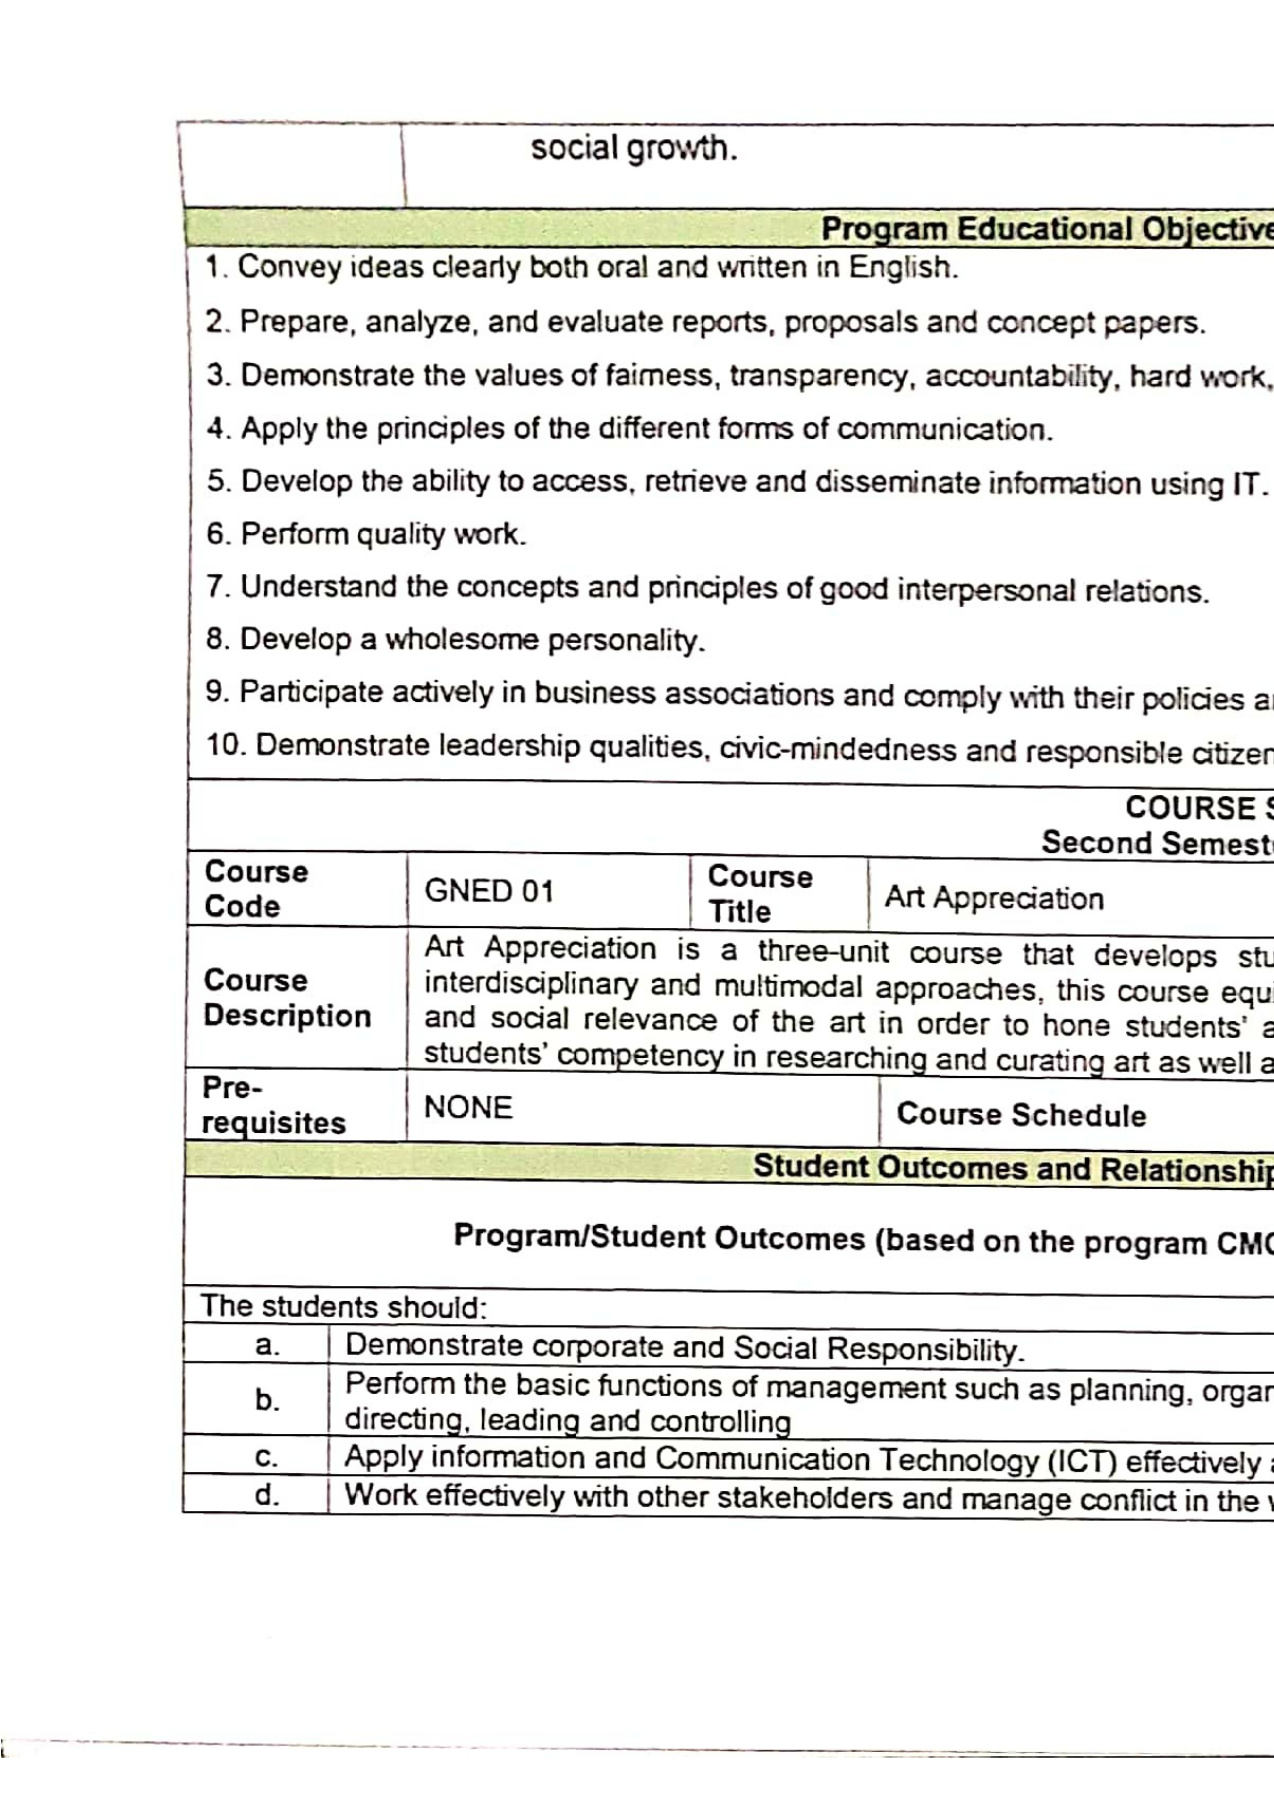 social growth.
Program Educational Objective
1. Convey ideas clearly both oral and written in English.
2. Prepare, analyze, and evaluate reports, proposals and concept papers.
3. Demonstrate the values of fairness, transparency, accountability, hard work,
4. Apply the principles of the different forms of communication.
5. Develop the ability to access, retrieve and disseminate information using IT.
6. Perform quality work.
7. Understand the concepts and principles of good interpersonal relations.
8. Develop a wholesome personality.
9. Participate actively in business associations and comply with their policies a
10. Demonstrate leadership qualities, civic-mindedness and responsible citizen
COURSE S
Second Semest
Course
Code
GNED 01
Course
Title
Art Appreciation
Course
Description
Art Appreciation is a three-unit course that develops stu
interdisciplinary and multimodal approaches, this course equi
and social relevance of the art in order to hone students' a
students' competency in researching and curating art as well a
Pre-
requisites
NONE
Course Schedule
Student Outcomes and Relationship
Program/Student Outcomes (based on the program CMO
The students should:
a. Demonstrate corporate and Social Responsibility.
b. Perform the basic functions of management such as planning, organ
directing, leading and controlling
c. Apply information and Communication Technology (ICT) effectively a
d. Work effectively with other stakeholders and manage conflict in the w